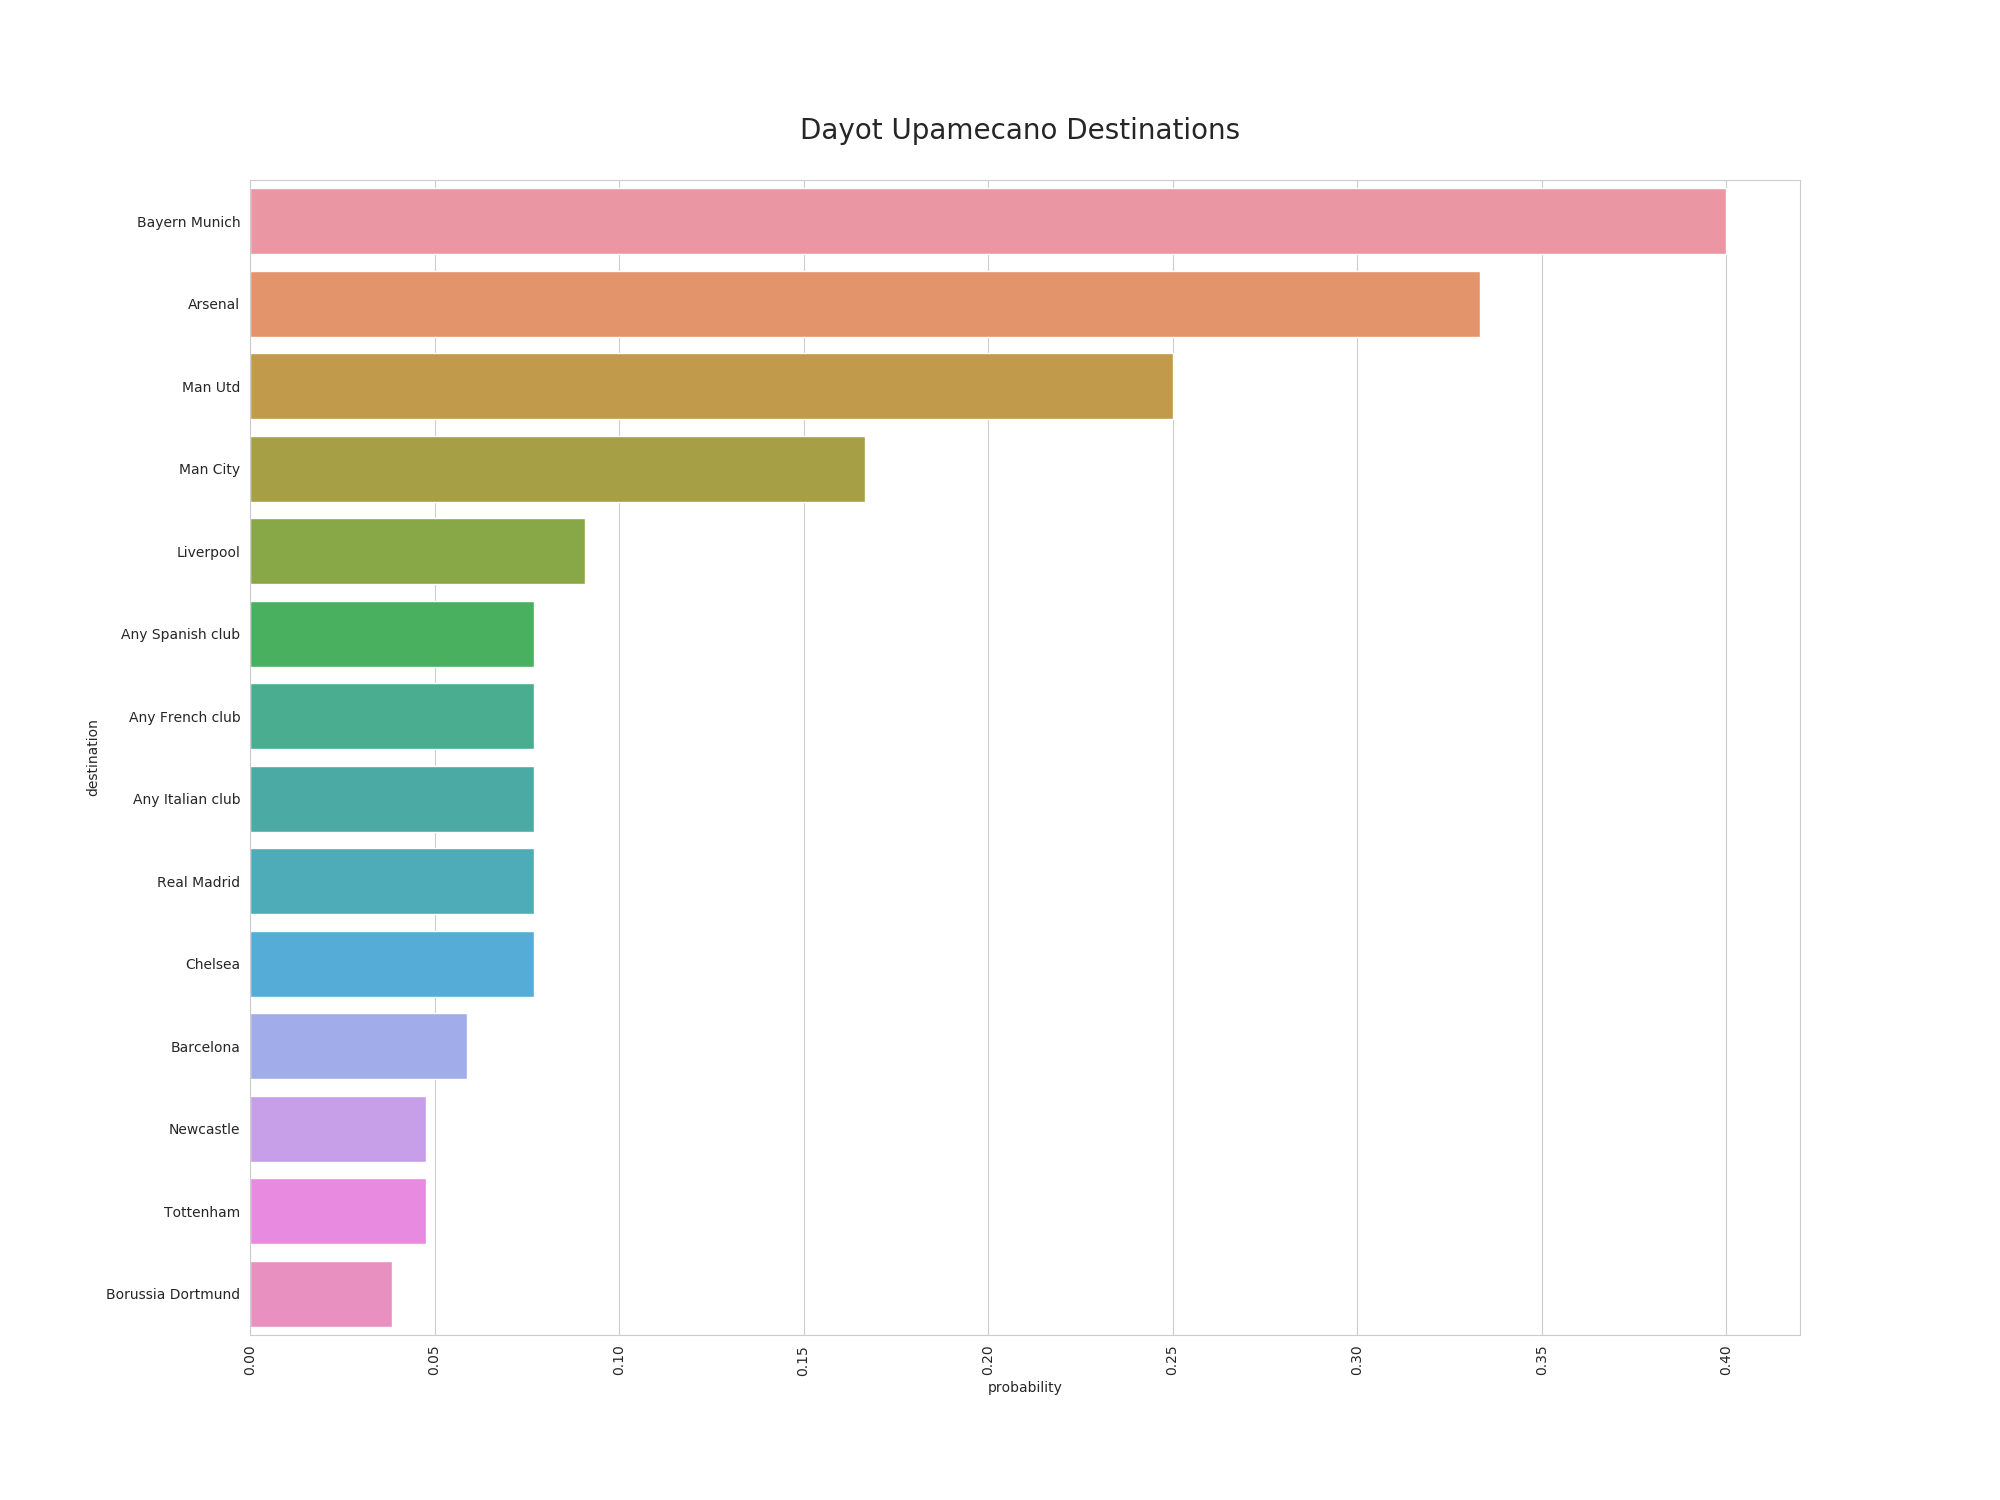 Dayot Upamecano Destinations
Bayern Munich
Arsenal
Man Utd
Man City
Liverpool
Any Spanish club
Any French club
Any Italian club
Real Madrid
Chelsea
Barcelona
Newcastle
Tottenham
Borussia Dortmund
destination
0.00 0.05 0.10 0.15 0.20 0.25 0.30 0.35 0.40
probability